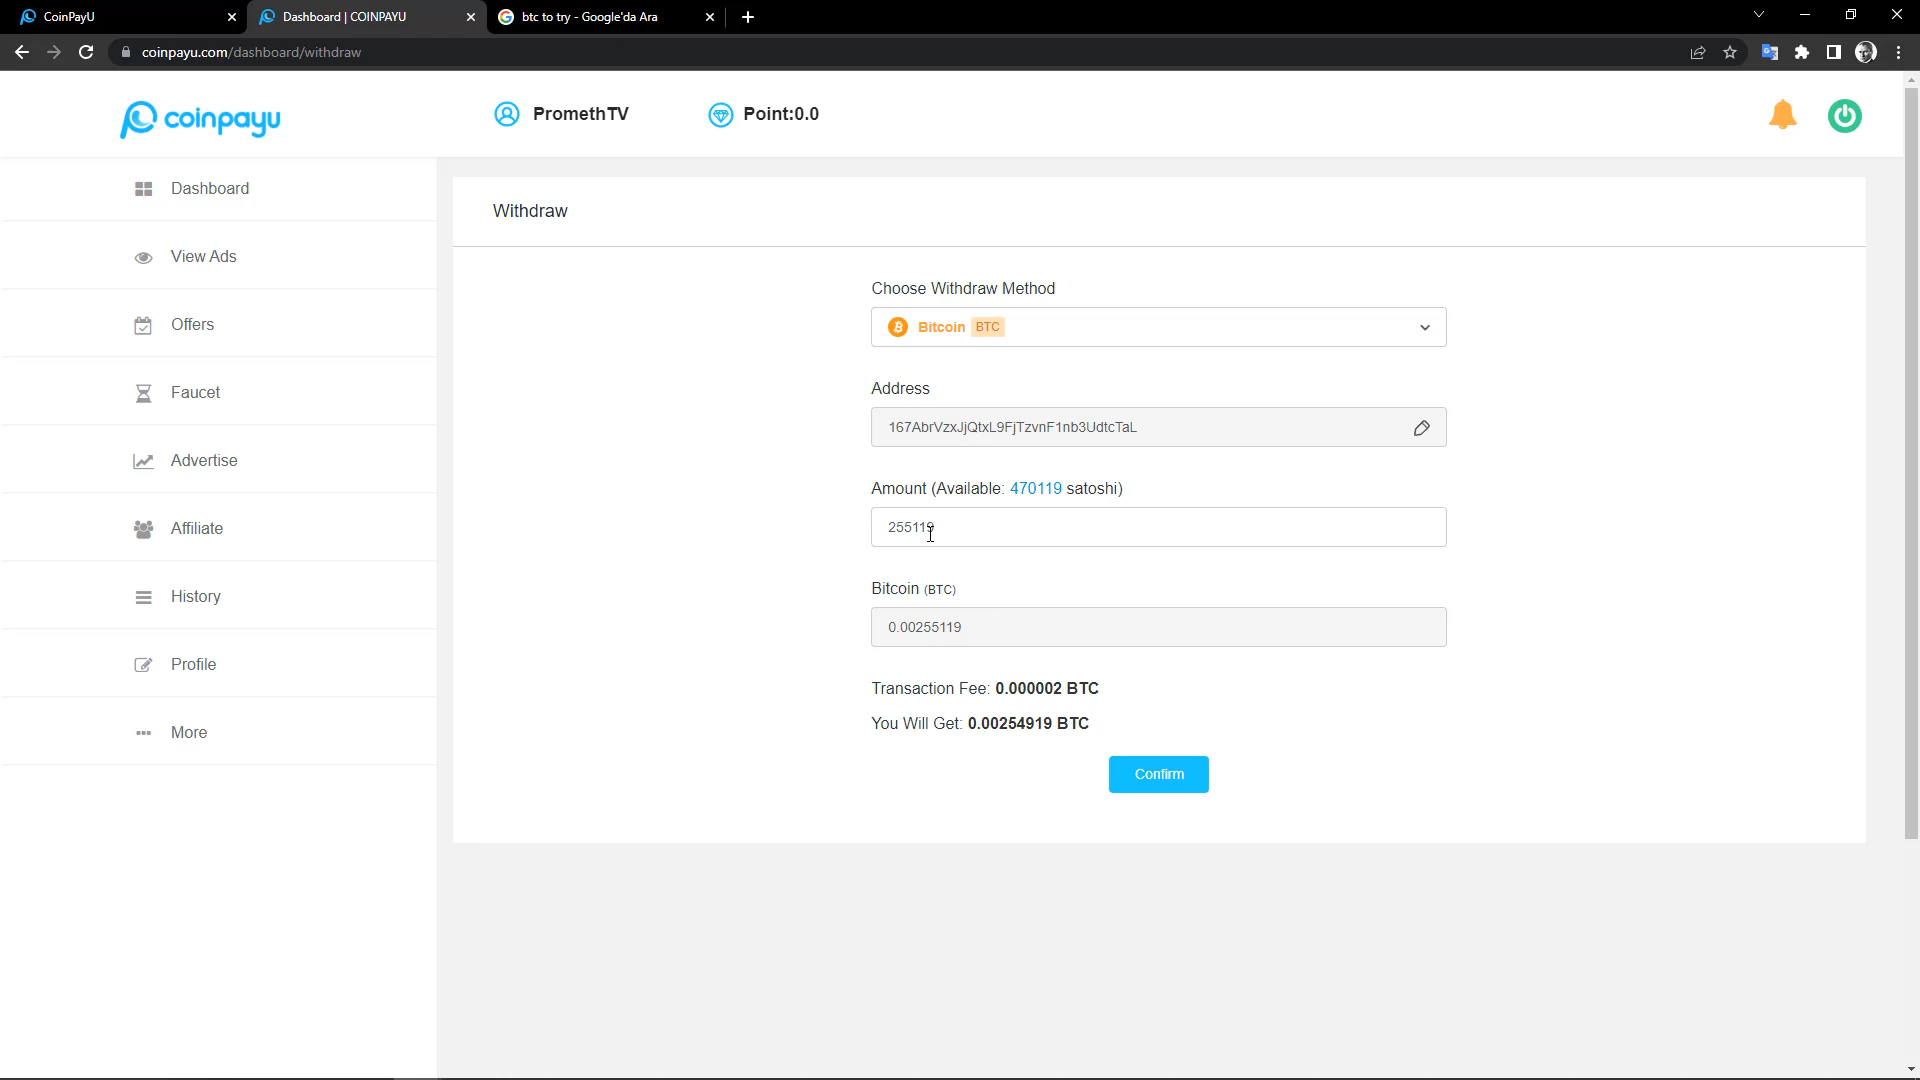 CoinPayU
Dashboard | COINPAYU
btc to try - Google'da Ara
coinpayu.com/dashboard/withdraw
coinpayu
PromethTV
Point:0.0
Dashboard
View Ads
Offers
Faucet
Advertise
Affiliate
History
Profile
More
Withdraw
Choose Withdraw Method
Bitcoin BTC
Address
167AbrVzxJjQtxL9FjTzvnF1nb3UdtcTaL
Amount (Available: 470119 satoshi)
255119
Bitcoin (BTC)
0.00255119
Transaction Fee: 0.000002 BTC
You Will Get: 0.00254919 BTC
Confirm